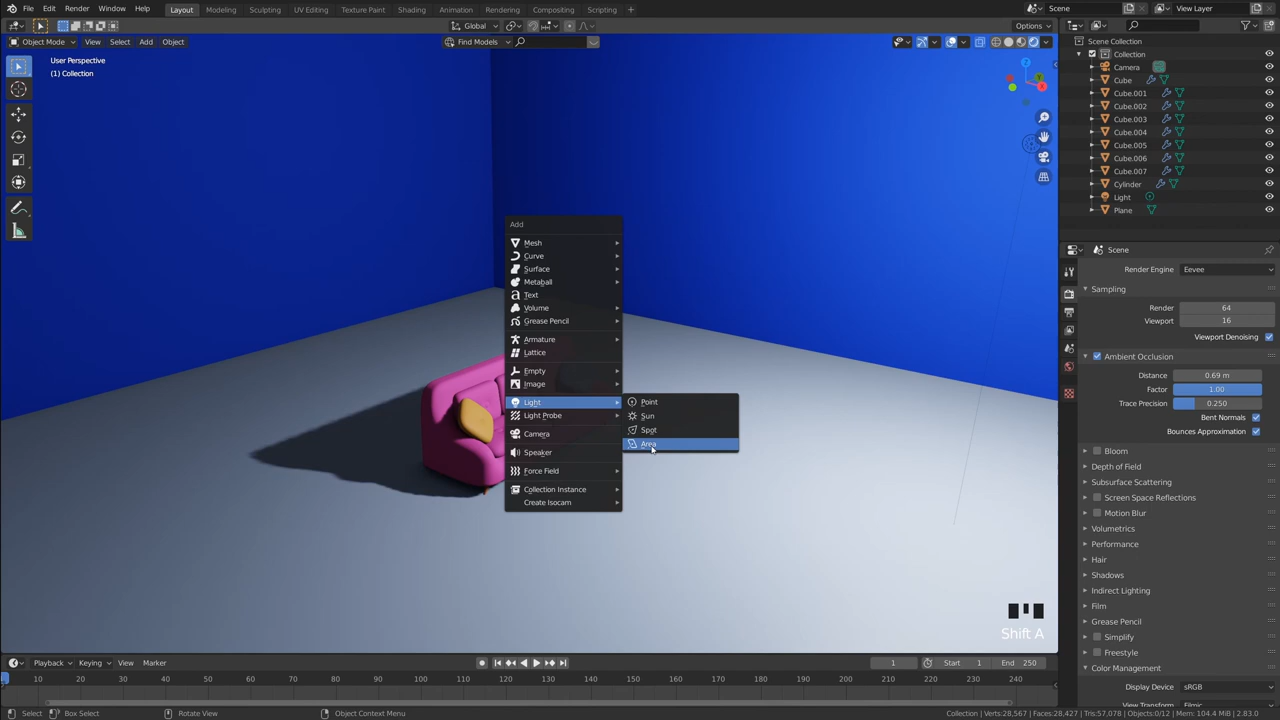 File Edit Render Window Help Layout Modeling Sculpting UV Editing Texture Paint Shading Animation Rendering Compositing Scripting + Scene View Layer
Global Options
Object Mode View Select Add Object Find Models
User Perspective
(1) Collection
Scene Collection
Collection
Camera
Cube
Cube.001
Cube.002
Cube.003
Cube.004
Cube.005
Cube.006
Cube.007
Cylinder
Light
Plane
Add
Mesh
Curve
Surface
Metaball
Text
Volume
Grease Pencil
Armature
Lattice
Empty
Image
Light
Light Probe
Camera
Speaker
Force Field
Collection Instance
Create Isocam
Point
Sun
Spot
Area
Scene
Render Engine Eevee
Sampling
Render 64
Viewport 16
Viewport Denoising
Ambient Occlusion
Distance 0.69 m
Factor 1.00
Trace Precision 0.250
Bent Normals
Bounces Approximation
Bloom
Depth of Field
Subsurface Scattering
Screen Space Reflections
Motion Blur
Volumetrics
Performance
Hair
Shadows
Indirect Lighting
Film
Grease Pencil
Simplify
Freestyle
Color Management
Display Device sRGB
Shift A
Playback Keying View Marker 1 Start 1 End 250
10 20 30 40 50 60 70 80 90 100 110 120 130 140 150 160 170 180 190 200 210 220 230 240
Select Box Select Rotate View Object Context Menu Collection | Verts:28,567 | Faces:28,427 | Tris:57,078 | Objects:0/12 | Mem: 104.4 MiB | 2.83.0